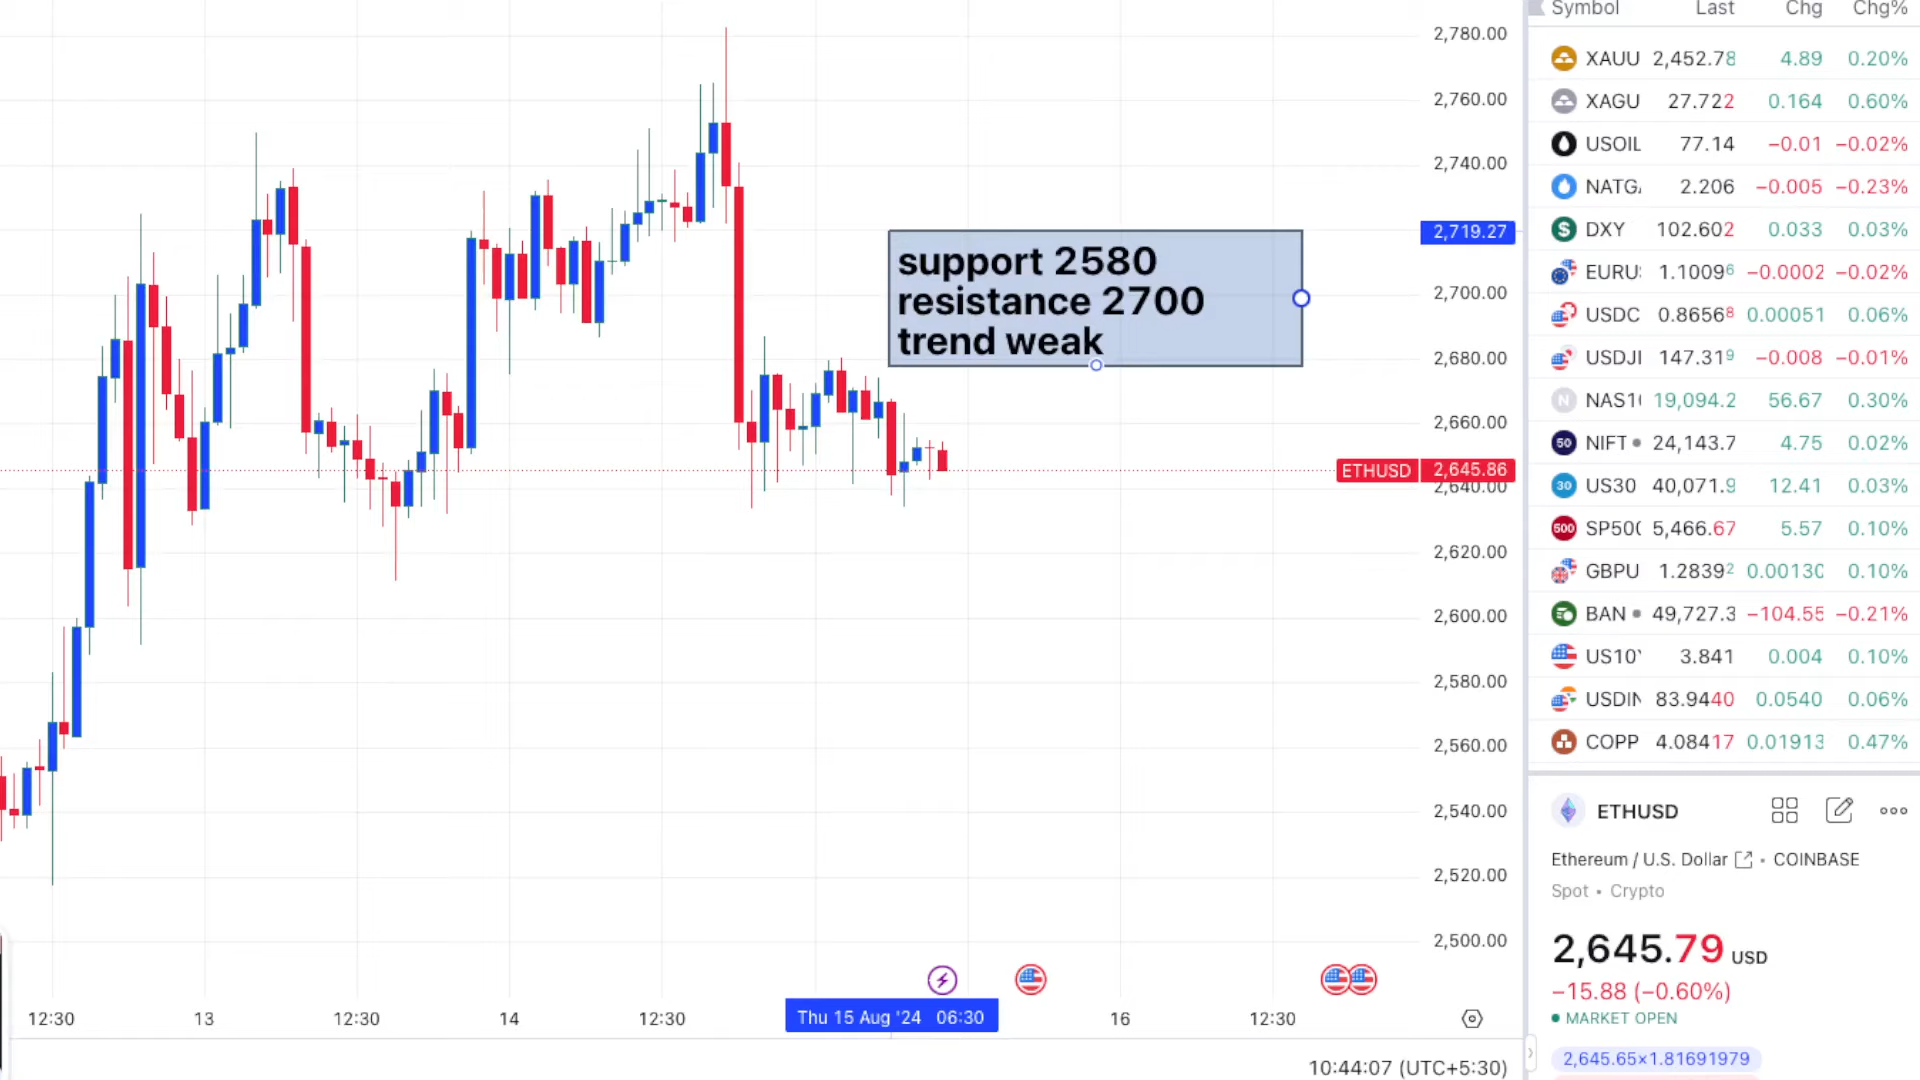 Symbol Last Chg Chg%
XAUU 2,452.78 4.89 0.20%
XAGU 27.722 0.164 0.60%
USOIL 77.14 −0.01 −0.02%
NATG 2.206 −0.005 −0.23%
DXY 102.602 0.033 0.03%
EURU 1.10096 −0.0002 −0.02%
USDC 0.86568 0.00051 0.06%
USDJ 147.319 −0.008 −0.01%
NAS1 19,094.2 56.67 0.30%
50 NIFT 24,143.7 4.75 0.02%
30 US30 40,071.9 12.41 0.03%
500 SP50 5,466.67 5.57 0.10%
GBPU 1.28392 0.00130 0.10%
BAN 49,727.3 −104.55 −0.21%
US10 3.841 0.004 0.10%
USDIN 83.9440 0.0540 0.06%
COPP 4.08417 0.01913 0.47%
2,780.00
2,760.00
2,740.00
2,719.27
2,700.00
2,680.00
2,660.00
ETHUSD 2,645.86
2,640.00
2,620.00
2,600.00
2,580.00
2,560.00
2,540.00
2,520.00
2,500.00
support 2580
resistance 2700
trend weak
12:30 13 12:30 14 12:30 Thu 15 Aug '24 06:30 16 12:30
10:44:07 (UTC+5:30)
ETHUSD
Ethereum / U.S. Dollar • COINBASE
Spot • Crypto
2,645.79 USD
−15.88 (−0.60%)
MARKET OPEN
2,645.65×1.81691979